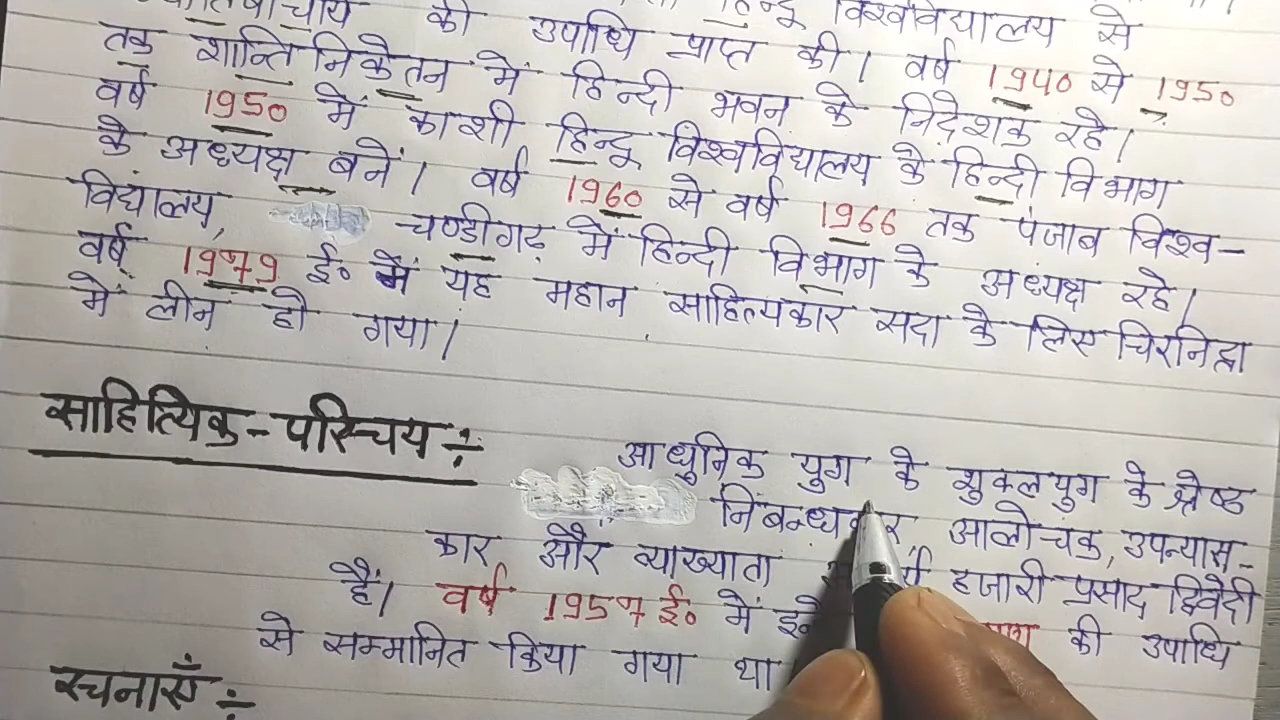 की उपाधि प्राप्त की। वर्ष 1940 से 1950
तक शान्ति निकेतन में हिन्दी भवन के निदेशक रहे।
वर्ष 1950 में काशी हिन्दू विश्वविद्यालय के हिन्दी विभाग
के अध्यक्ष बनें। वर्ष 1960 से वर्ष 1966 तक पंजाब विश्व-
विद्यालय, चण्डीगढ़ में हिन्दी विभाग के अध्यक्ष रहे।
वर्ष 1979 ई० में यह महान साहित्यकार सदा के लिए चिरनिद्रा
में लीन हो गया।
साहित्यिक-परिचय ÷
आधुनिक युग के शुक्लयुग के श्रेष्ठ
निबन्धकार, आलोचक, उपन्यास-
कार और व्याख्याता हजारी प्रसाद द्विवेदी
हैं। वर्ष 1957 ई० में की उपाधि
से सम्मानित किया गया था
रचनाएँ ÷